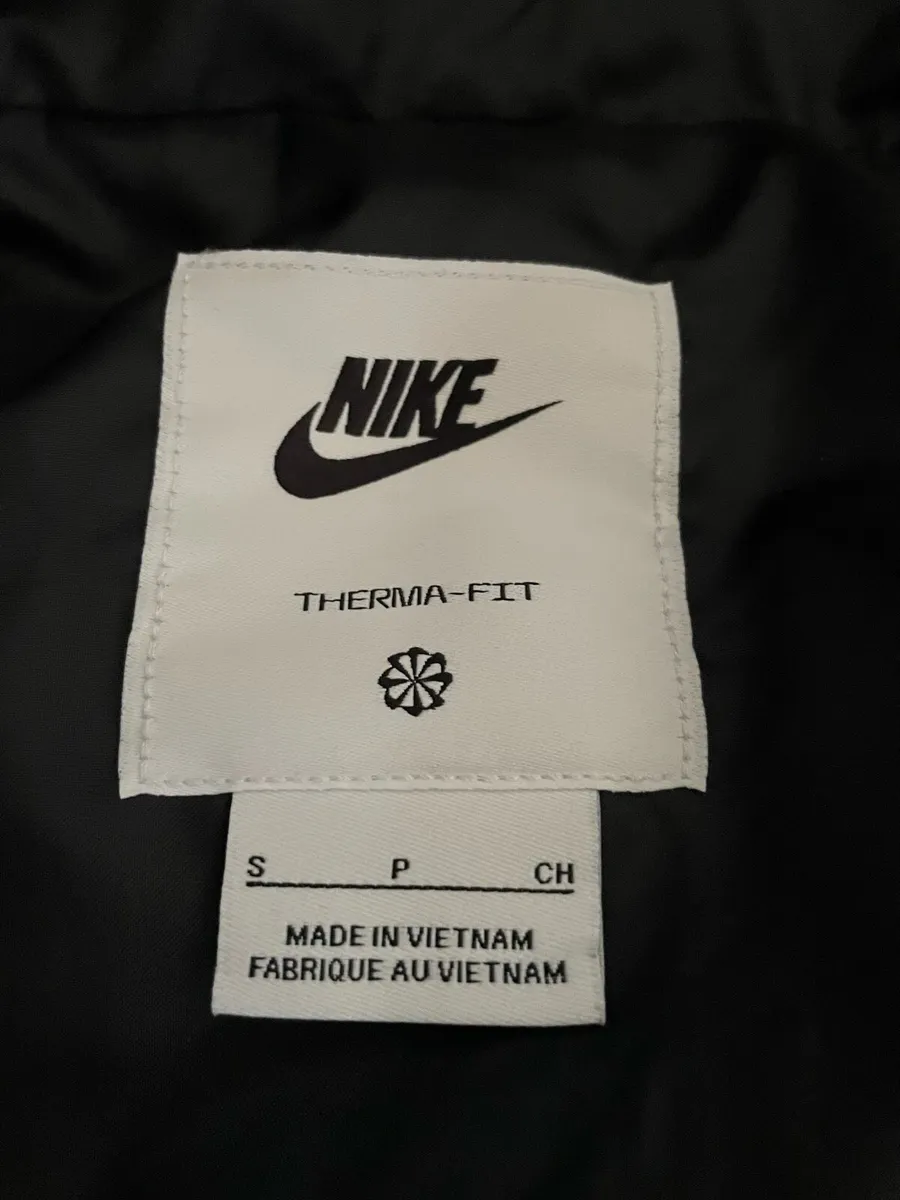 NIKE
THERMA-FIT
S P CH
MADE IN VIETNAM
FABRIQUE AU VIETNAM